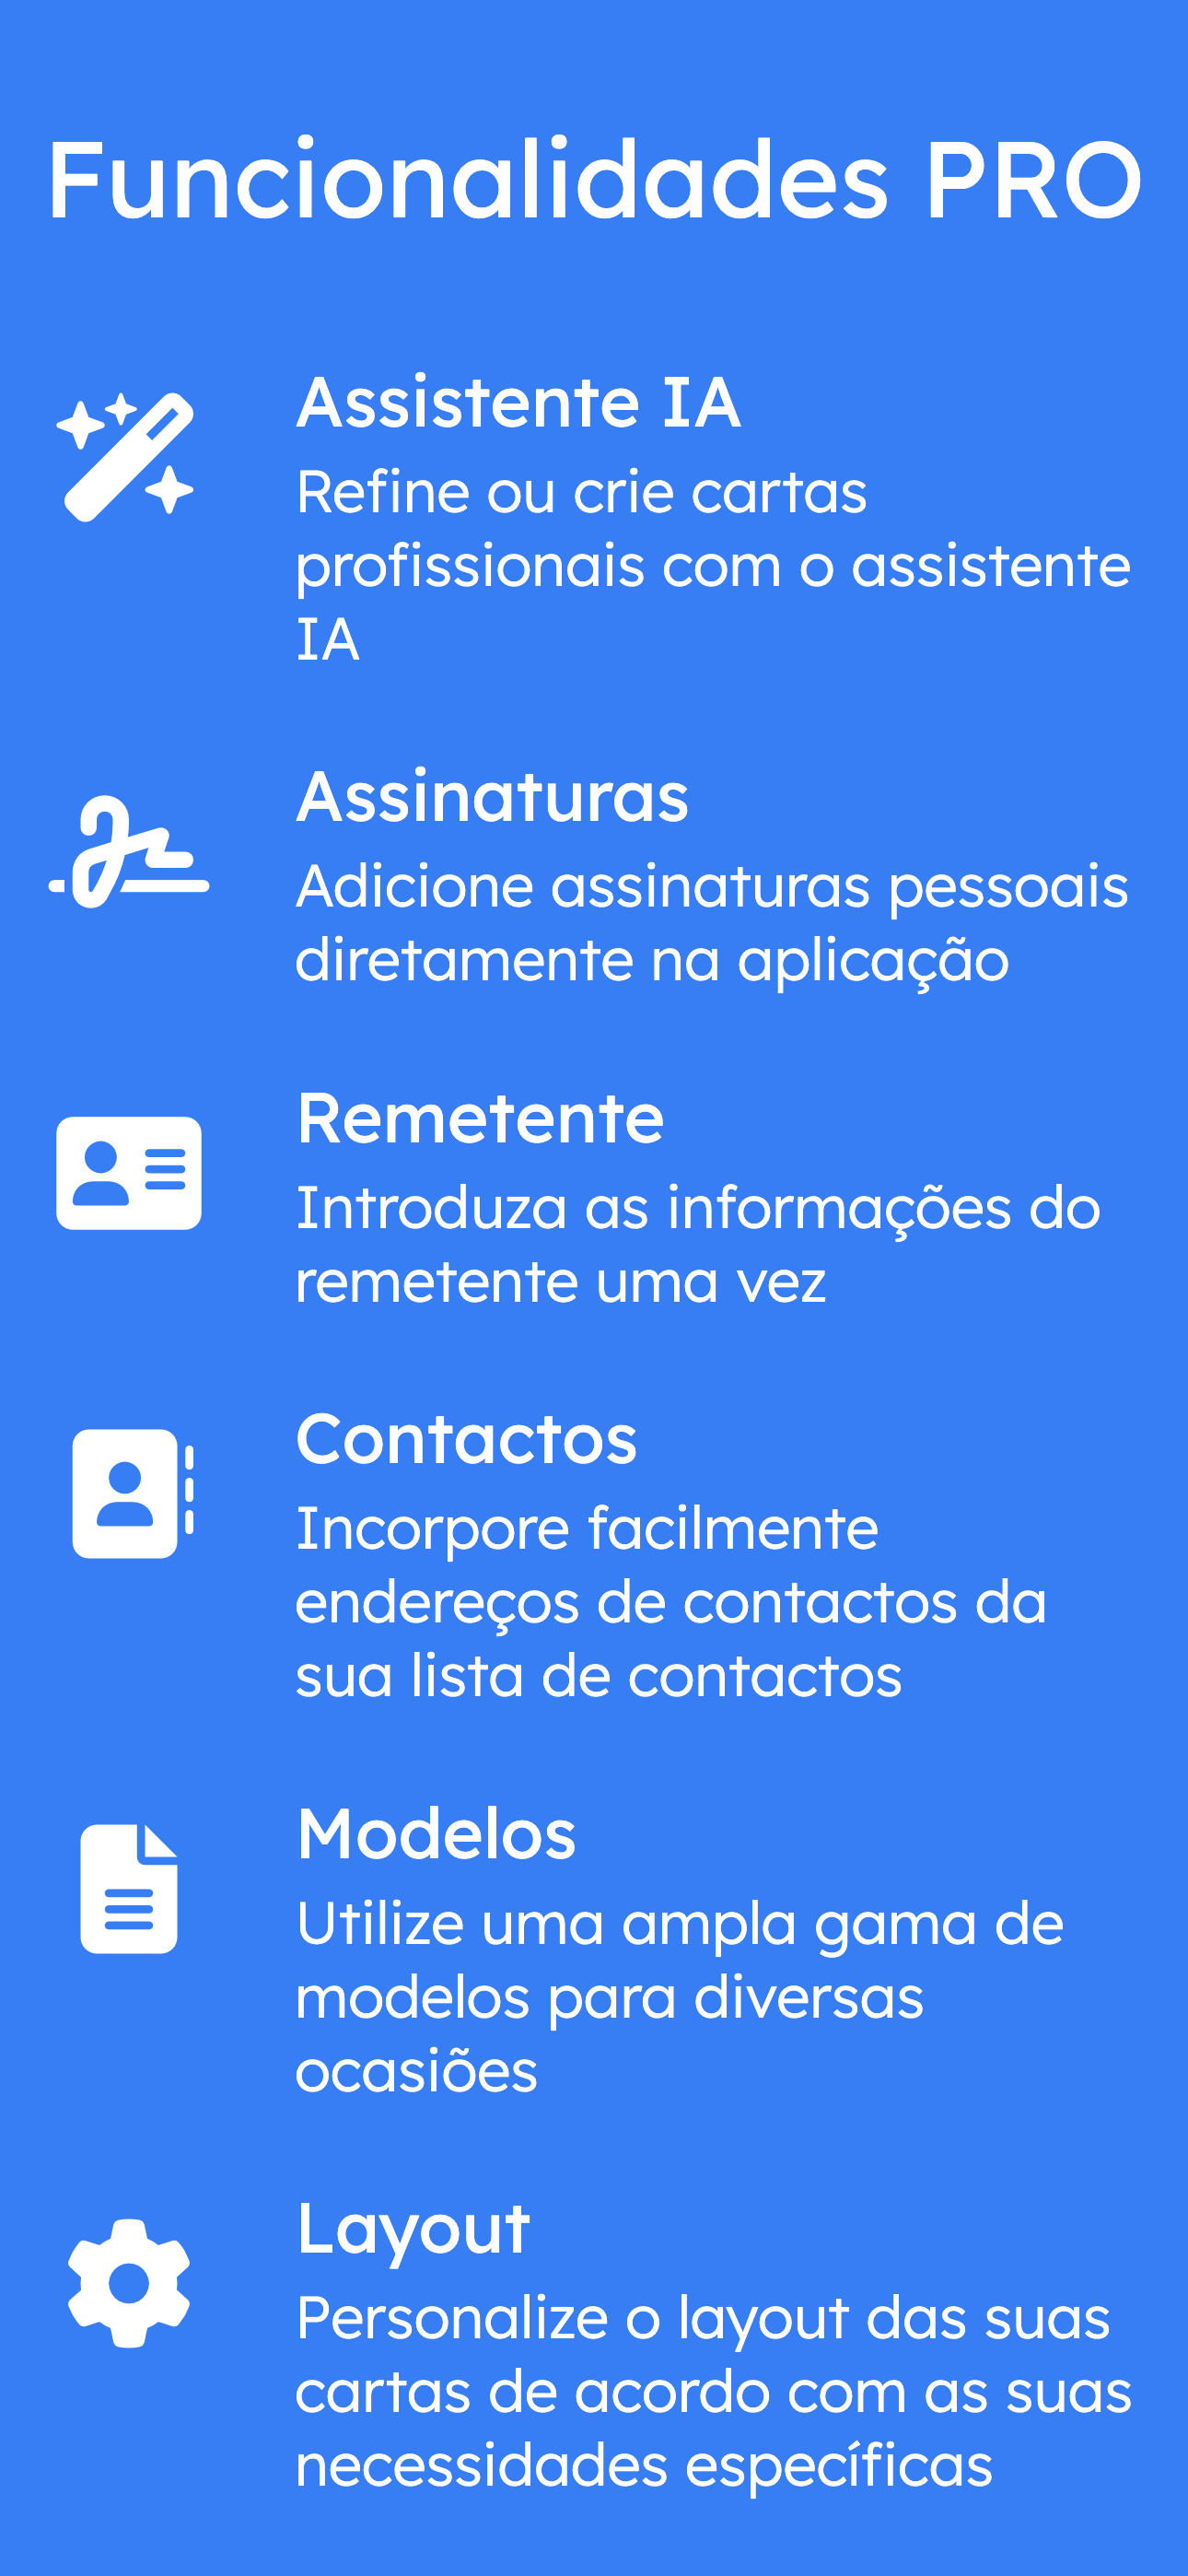 Funcionalidades PRO
Assistente IA
Refine ou crie cartas
profissionais com o assistente
IA
Assinaturas
Adicione assinaturas pessoais
diretamente na aplicação
Remetente
Introduza as informações do
remetente uma vez
Contactos
Incorpore facilmente
endereços de contactos da
sua lista de contactos
Modelos
Utilize uma ampla gama de
modelos para diversas
ocasiões
Layout
Personalize o layout das suas
cartas de acordo com as suas
necessidades específicas